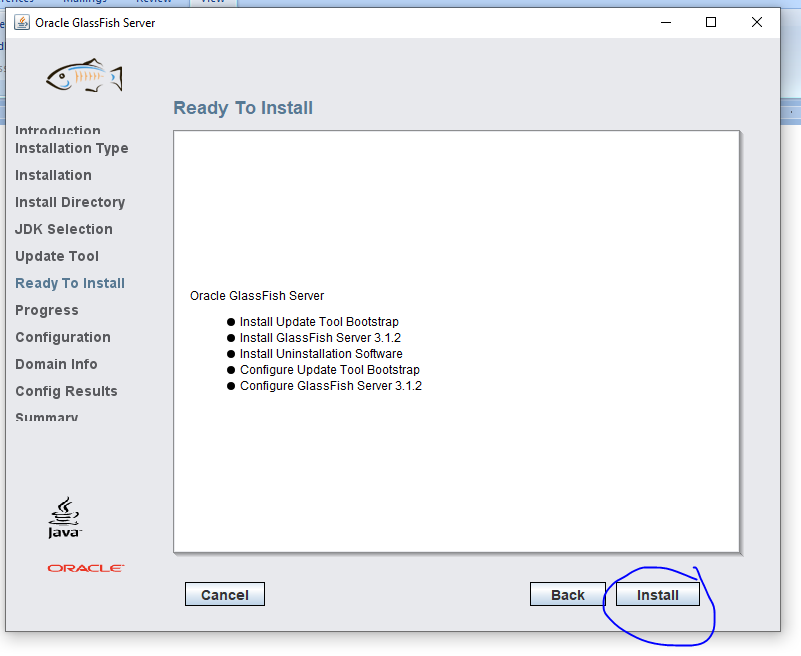 Mailings
Review
View
Oracle GlassFish Server
Ready To Install
Introduction
Installation Type
Installation
Install Directory
JDK Selection
Update Tool
Ready To Install
Progress
Configuration
Domain Info
Config Results
Summary
Oracle GlassFish Server
● Install Update Tool Bootstrap
● Install GlassFish Server 3.1.2
● Install Uninstallation Software
● Configure Update Tool Bootstrap
● Configure GlassFish Server 3.1.2
Java
ORACLE
Cancel
Back
Install